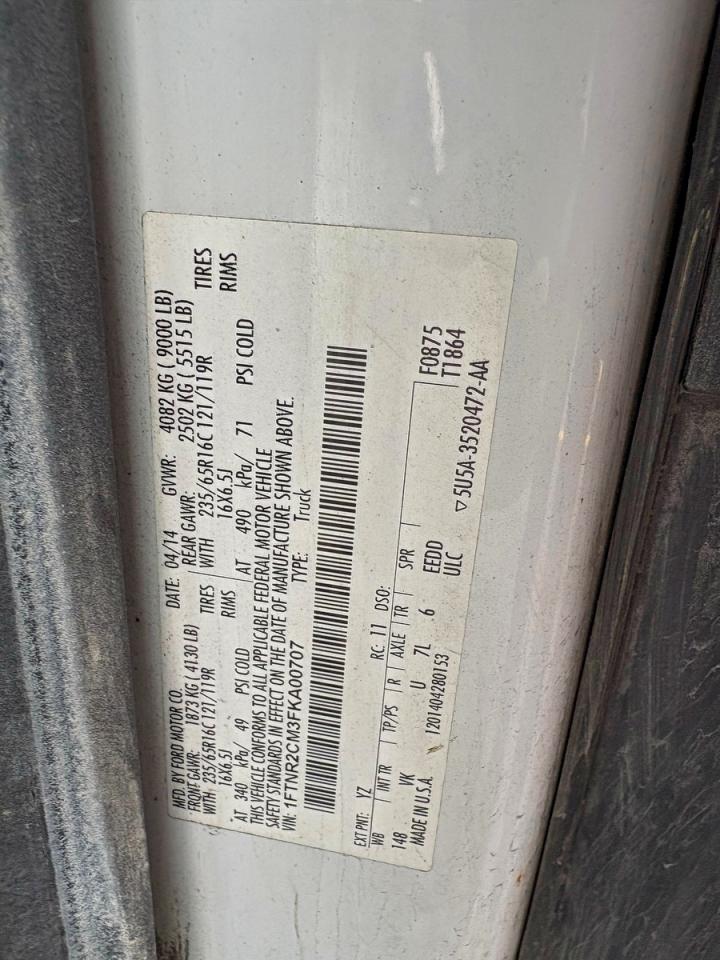 MFD. BY FORD MOTOR CO.
DATE: 04/14 GVWR: 4082 KG ( 9000 LB)
FRONT GAWR: 1873 KG ( 4130 LB) REAR GAWR: 2502 KG ( 5515 LB)
WITH 235/65R16C 121/119R TIRES WITH 235/65R16C 121/119R TIRES
16X6.5J RIMS 16X6.5J RIMS
AT 340 kPa/ 49 PSI COLD AT 490 kPa/ 71 PSI COLD
THIS VEHICLE CONFORMS TO ALL APPLICABLE FEDERAL MOTOR VEHICLE
SAFETY STANDARDS IN EFFECT ON THE DATE OF MANUFACTURE SHOWN ABOVE.
VIN: 1FTNR2CM3FKA00707 TYPE: Truck
EXT PNT: YZ RC: 11 DSO: F0875
WB INT TR TP/PS R AXLE TR SPR T1864
148 VK U 7L 6 EEDD
MADE IN U.S.A. 1201404280153 ULC
▽5U5A-3520472-AA